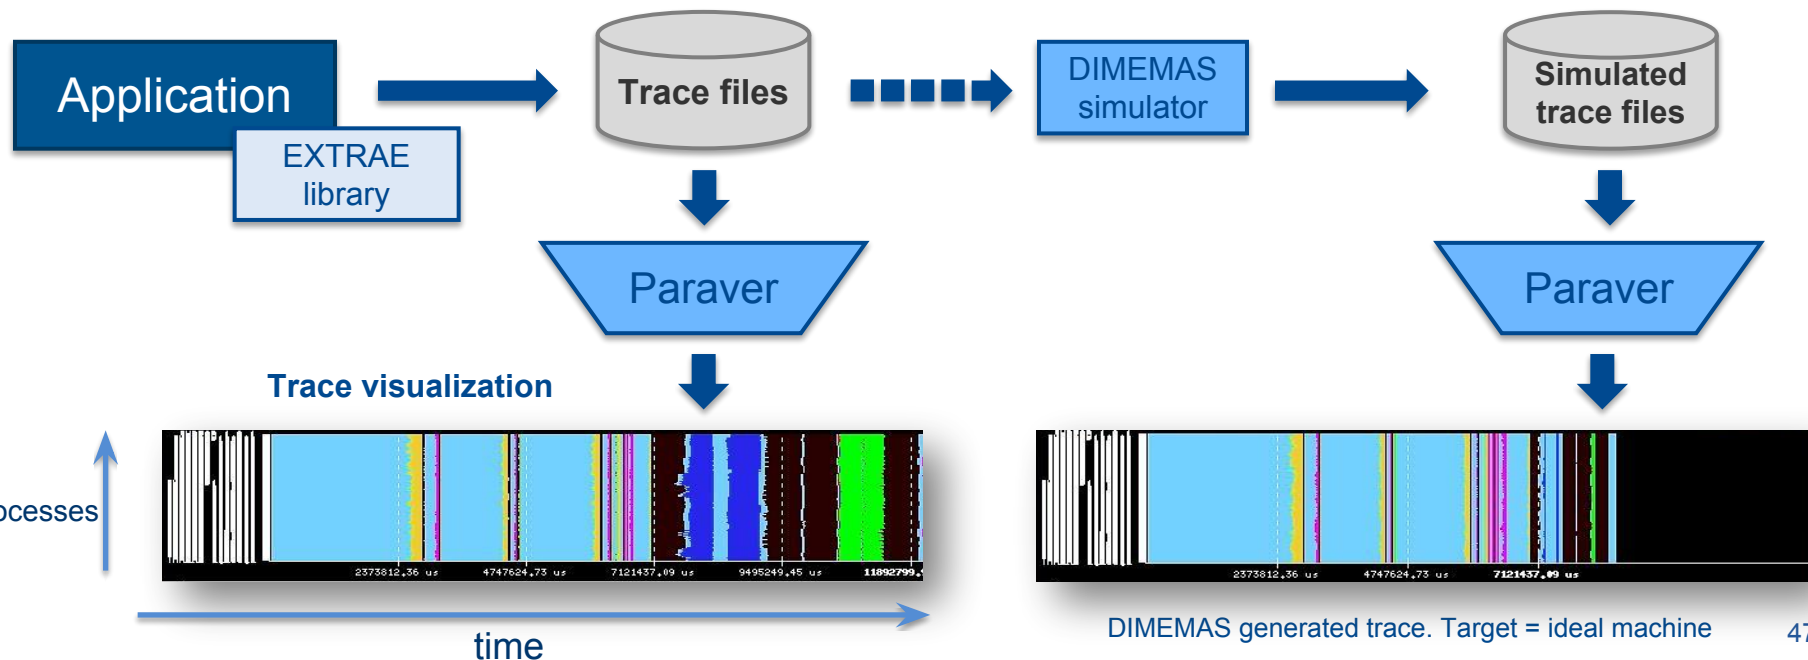 Application
EXTRAE
library
Trace files
DIMEMAS
simulator
Simulated
trace files
Paraver
Paraver
Trace visualization
ocesses
2373812.36 us
4747624.73 us
7121437.09 us
9495249.45 us
11892799.
time
2373812.36 us
4747624.73 us
7121437.09 us
DIMEMAS generated trace. Target = ideal machine
47